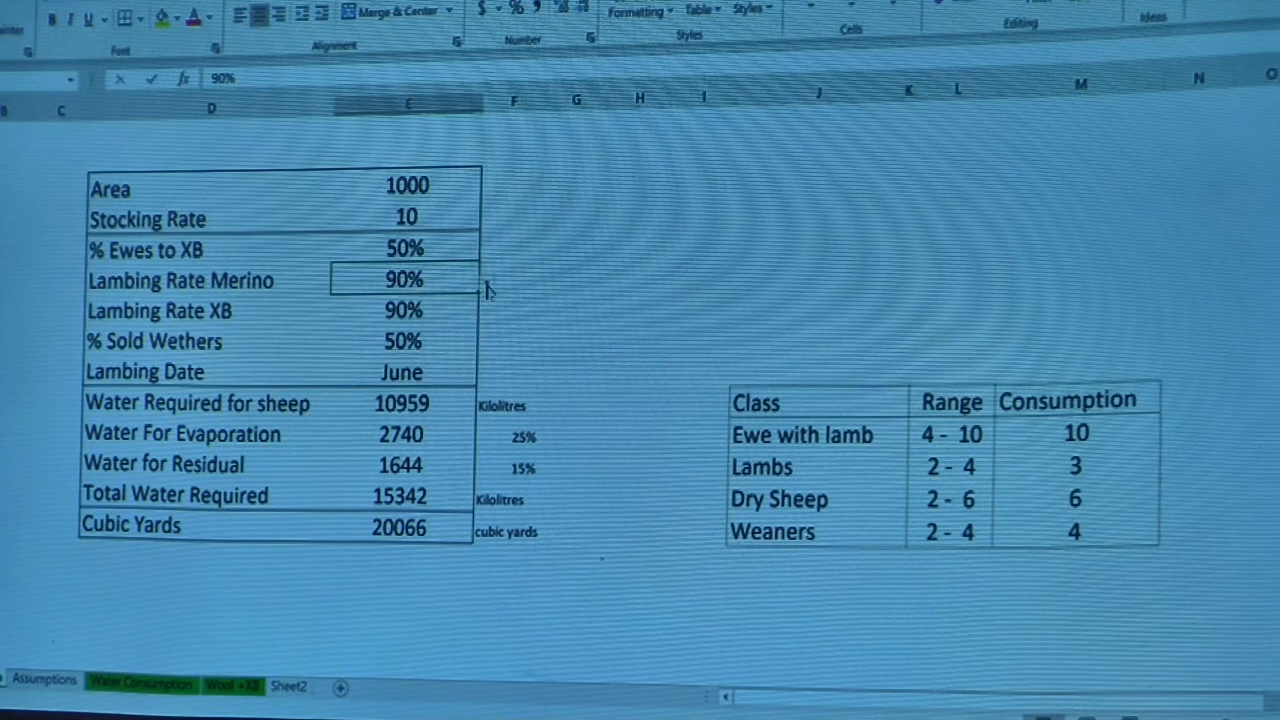 B I U
Merge & Center
$ % 9
Formatting Table Styles
Font
Alignment
Number
Styles
Cells
Editing
Ideas
fx 90%
C D E F G H I J K L M N O
Area 1000
Stocking Rate 10
% Ewes to XB 50%
Lambing Rate Merino 90%
Lambing Rate XB 90%
% Sold Wethers 50%
Lambing Date June
Water Required for sheep 10959 Kilolitres
Water For Evaporation 2740 25%
Water for Residual 1644 15%
Total Water Required 15342 Kilolitres
Cubic Yards 20066 cubic yards
Class Range Consumption
Ewe with lamb 4 - 10 10
Lambs 2 - 4 3
Dry Sheep 2 - 6 6
Weaners 2 - 4 4
Assumptions Water Consumption Wool +XB Sheet2